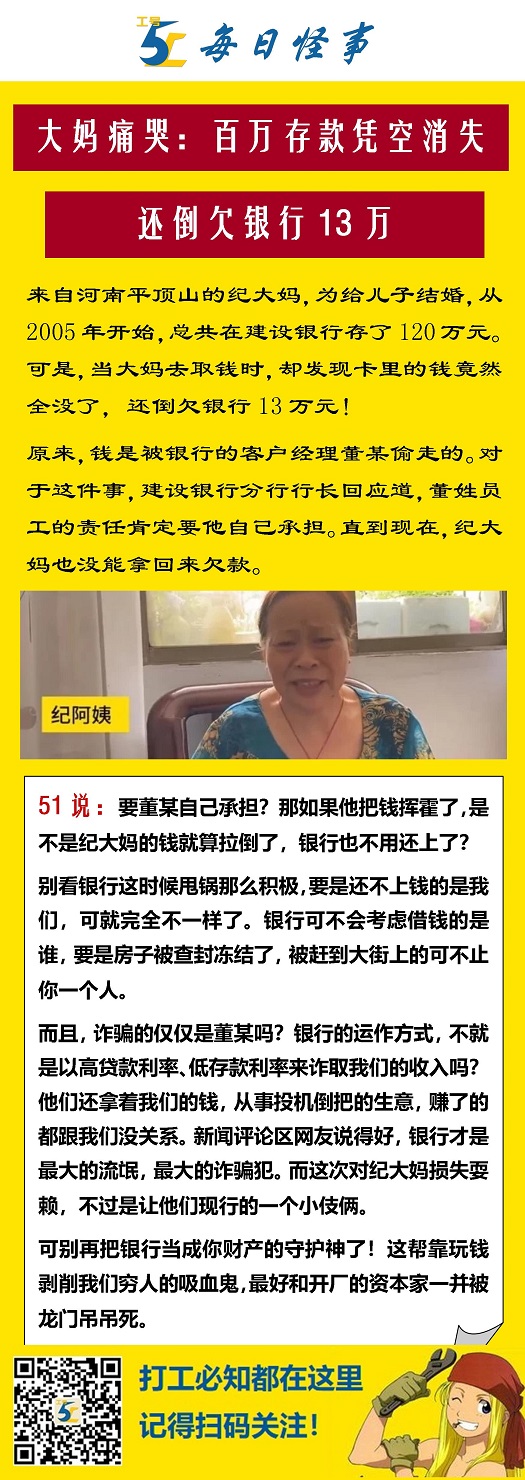 工号
51
每日怪事
大妈痛哭：百万存款凭空消失
还倒欠银行 13 万
来自河南平顶山的纪大妈，为给儿子结婚，从
2005 年开始，总共在建设银行存了 120 万元。
可是，当大妈去取钱时，却发现卡里的钱竟然
全没了，还倒欠银行 13 万元！
原来，钱是被银行的客户经理董某偷走的。对
于这件事，建设银行分行行长回应道，董姓员
工的责任肯定要他自己承担。直到现在，纪大
妈也没能拿回来欠款。
纪阿姨
51 说：要董某自己承担？那如果他把钱挥霍了，是
不是纪大妈的钱就算拉倒了，银行也不用还上了？
别看银行这时候甩锅那么积极，要是还不上钱的是我
们，可就完全不一样了。银行可不会考虑借钱的是
谁，要是房子被查封冻结了，被赶到大街上的可不止
你一个人。
而且，诈骗的仅仅是董某吗？银行的运作方式，不就
是以高贷款利率、低存款利率来诈取我们的收入吗？
他们还拿着我们的钱，从事投机倒把的生意，赚了的
都跟我们没关系。新闻评论区网友说得好，银行才是
最大的流氓，最大的诈骗犯。而这次对纪大妈损失耍
赖，不过是让他们现行的一个小伎俩。
可别再把银行当成你财产的守护神了！这帮靠玩钱
剥削我们穷人的吸血鬼，最好和开厂的资本家一并被
龙门吊吊死。
打工必知都在这里
记得扫码关注！